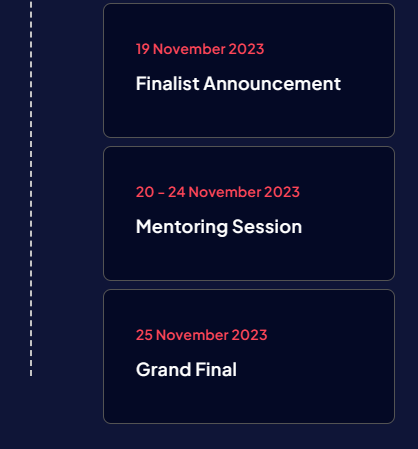 19 November 2023
Finalist Announcement
20 - 24 November 2023
Mentoring Session
25 November 2023
Grand Final